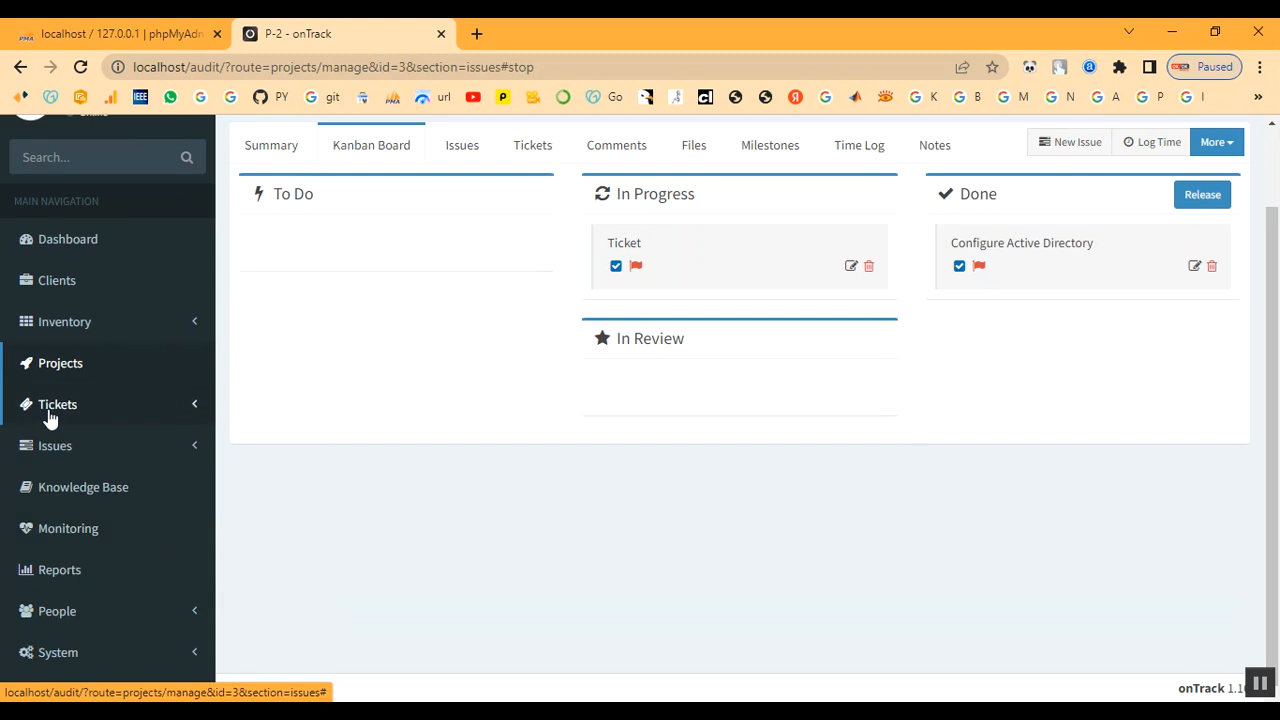 localhost / 127.0.0.1 | phpMyAdn
P-2 - onTrack
localhost/audit/?route=projects/manage&id=3&section=issues#stop
Paused
PY
git
url
Go
K
B
M
N
A
P
I
»
Search...
MAIN NAVIGATION
Dashboard
Clients
Inventory
Projects
Tickets
Issues
Knowledge Base
Monitoring
Reports
People
System
Summary
Kanban Board
Issues
Tickets
Comments
Files
Milestones
Time Log
Notes
New Issue
Log Time
More
To Do
In Progress
Ticket
In Review
Done
Release
Configure Active Directory
localhost/audit/?route=projects/manage&id=3&section=issues#
onTrack